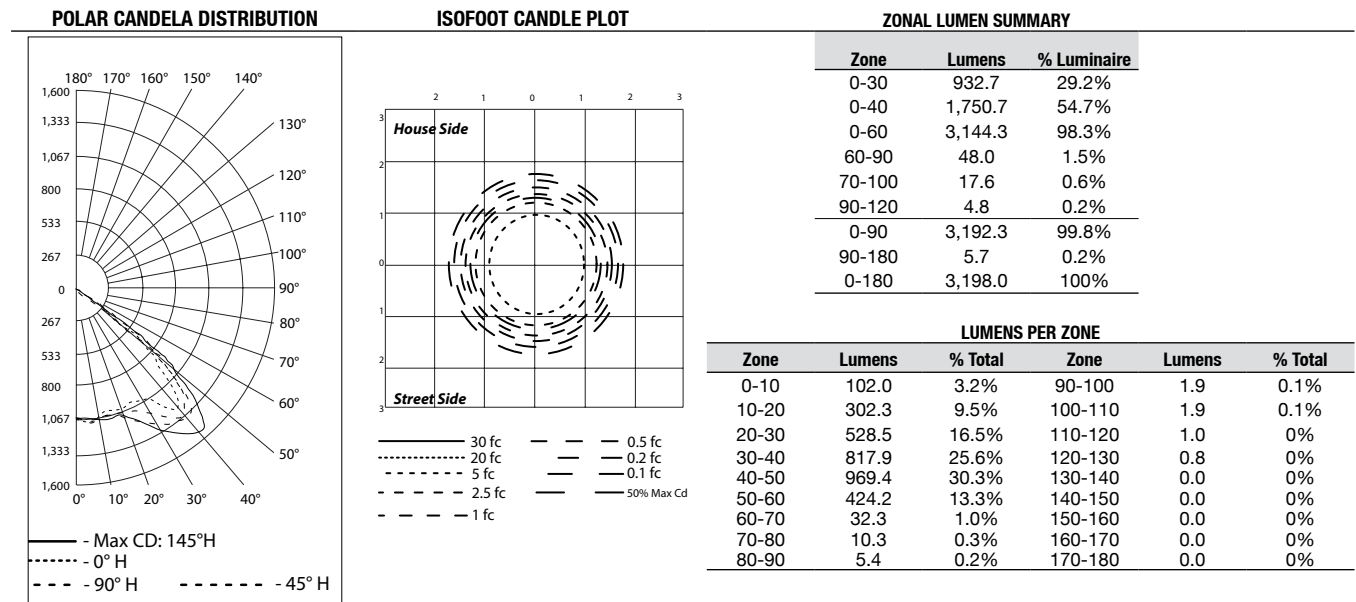 POLAR CANDELA DISTRIBUTION
180° 170° 160° 150° 140°
1,600
1,333
1,067
800
533
267
0
267
533
800
1,067
1,333
1,600
130°
120°
110°
100°
90°
80°
70°
60°
50°
0° 10° 20° 30° 40°
- Max CD: 145°H
- 0° H
- 90° H - 45° H
ISOFOOT CANDLE PLOT
2 1 0 1 2 3
3
2
1
0
1
2
3
House Side
Street Side
30 fc 0.5 fc
20 fc 0.2 fc
5 fc 0.1 fc
2.5 fc 50% Max Cd
1 fc
ZONAL LUMEN SUMMARY
Zone Lumens % Luminaire
0-30 932.7 29.2%
0-40 1,750.7 54.7%
0-60 3,144.3 98.3%
60-90 48.0 1.5%
70-100 17.6 0.6%
90-120 4.8 0.2%
0-90 3,192.3 99.8%
90-180 5.7 0.2%
0-180 3,198.0 100%
LUMENS PER ZONE
Zone Lumens % Total Zone Lumens % Total
0-10 102.0 3.2% 90-100 1.9 0.1%
10-20 302.3 9.5% 100-110 1.9 0.1%
20-30 528.5 16.5% 110-120 1.0 0%
30-40 817.9 25.6% 120-130 0.8 0%
40-50 969.4 30.3% 130-140 0.0 0%
50-60 424.2 13.3% 140-150 0.0 0%
60-70 32.3 1.0% 150-160 0.0 0%
70-80 10.3 0.3% 160-170 0.0 0%
80-90 5.4 0.2% 170-180 0.0 0%